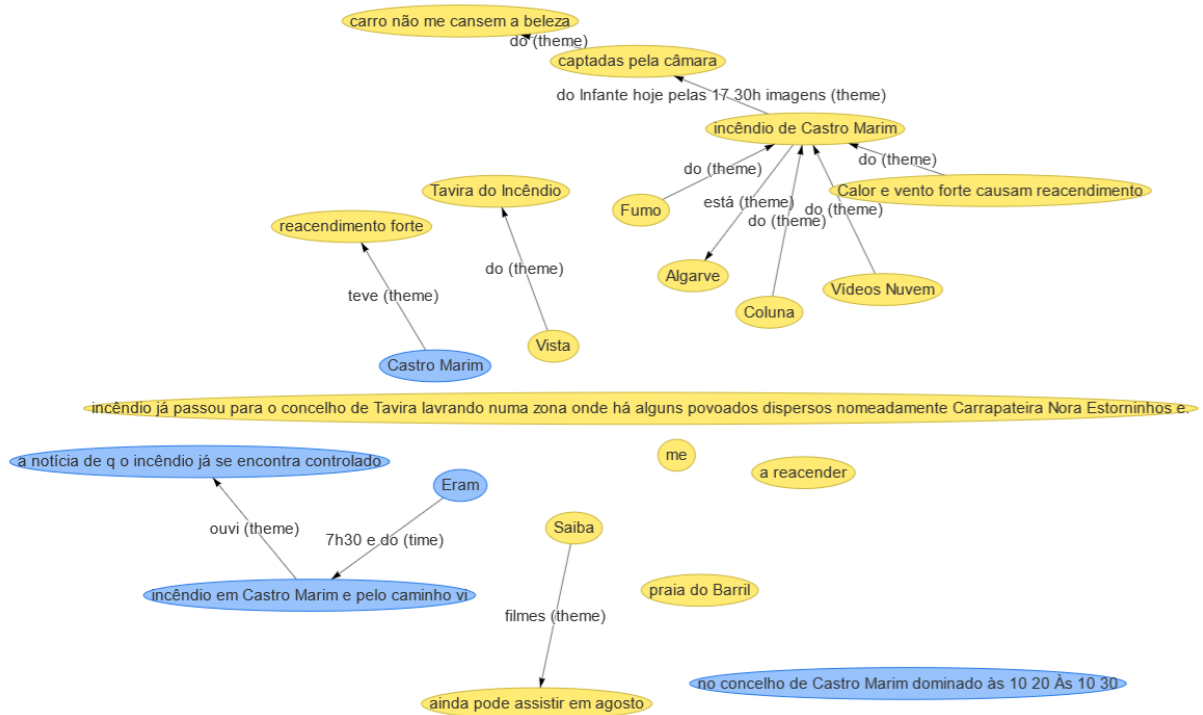 carro não me cansem a beleza
do (theme)
captadas pela câmara
do Infante hoje pelas 17 30h imagens (theme)
incêndio de Castro Marim
do (theme)
do (theme)
Tavira do Incêndio
Calor e vento forte causam reacendimento
está (theme)
Fumo
do (theme)
do (theme)
reacendimento forte
do (theme)
Algarve
Vídeos Nuvem
teve (theme)
Coluna
Vista
Castro Marim
incêndio já passou para o concelho de Tavira lavrando numa zona onde há alguns povoados dispersos nomeadamente Carrapateira Nora Estorninhos e.
me
a notícia de q o incêndio já se encontra controlado
a reacender
Eram
ouvi (theme)
Saiba
7h30 e do (time)
incêndio em Castro Marim e pelo caminho vi
praia do Barril
filmes (theme)
no concelho de Castro Marim dominado às 10 20 Às 10 30
ainda pode assistir em agosto